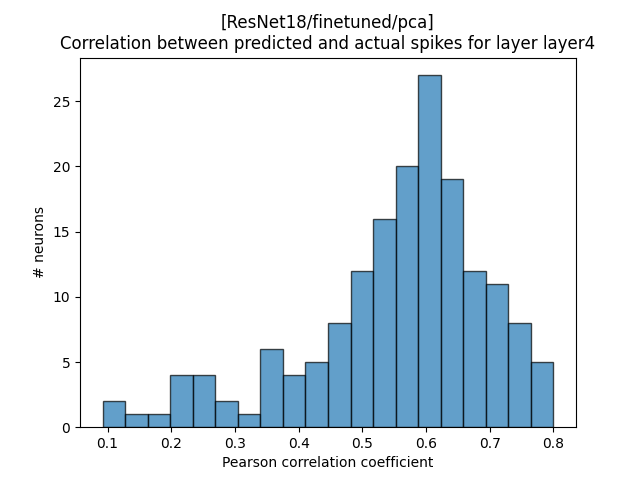 [ResNet18/finetuned/pca]
Correlation between predicted and actual spikes for layer layer4
25
20
15
10
5
0
# neurons
0.1 0.2 0.3 0.4 0.5 0.6 0.7 0.8
Pearson correlation coefficient